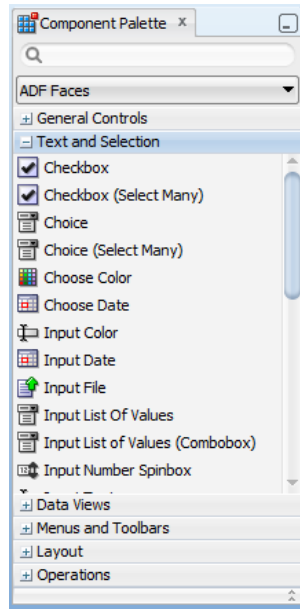 Component Palette
ADF Faces
General Controls
Text and Selection
Checkbox
Checkbox (Select Many)
Choice
Choice (Select Many)
Choose Color
Choose Date
Input Color
Input Date
Input File
Input List Of Values
Input List of Values (Combobox)
Input Number Spinbox
Data Views
Menus and Toolbars
Layout
Operations